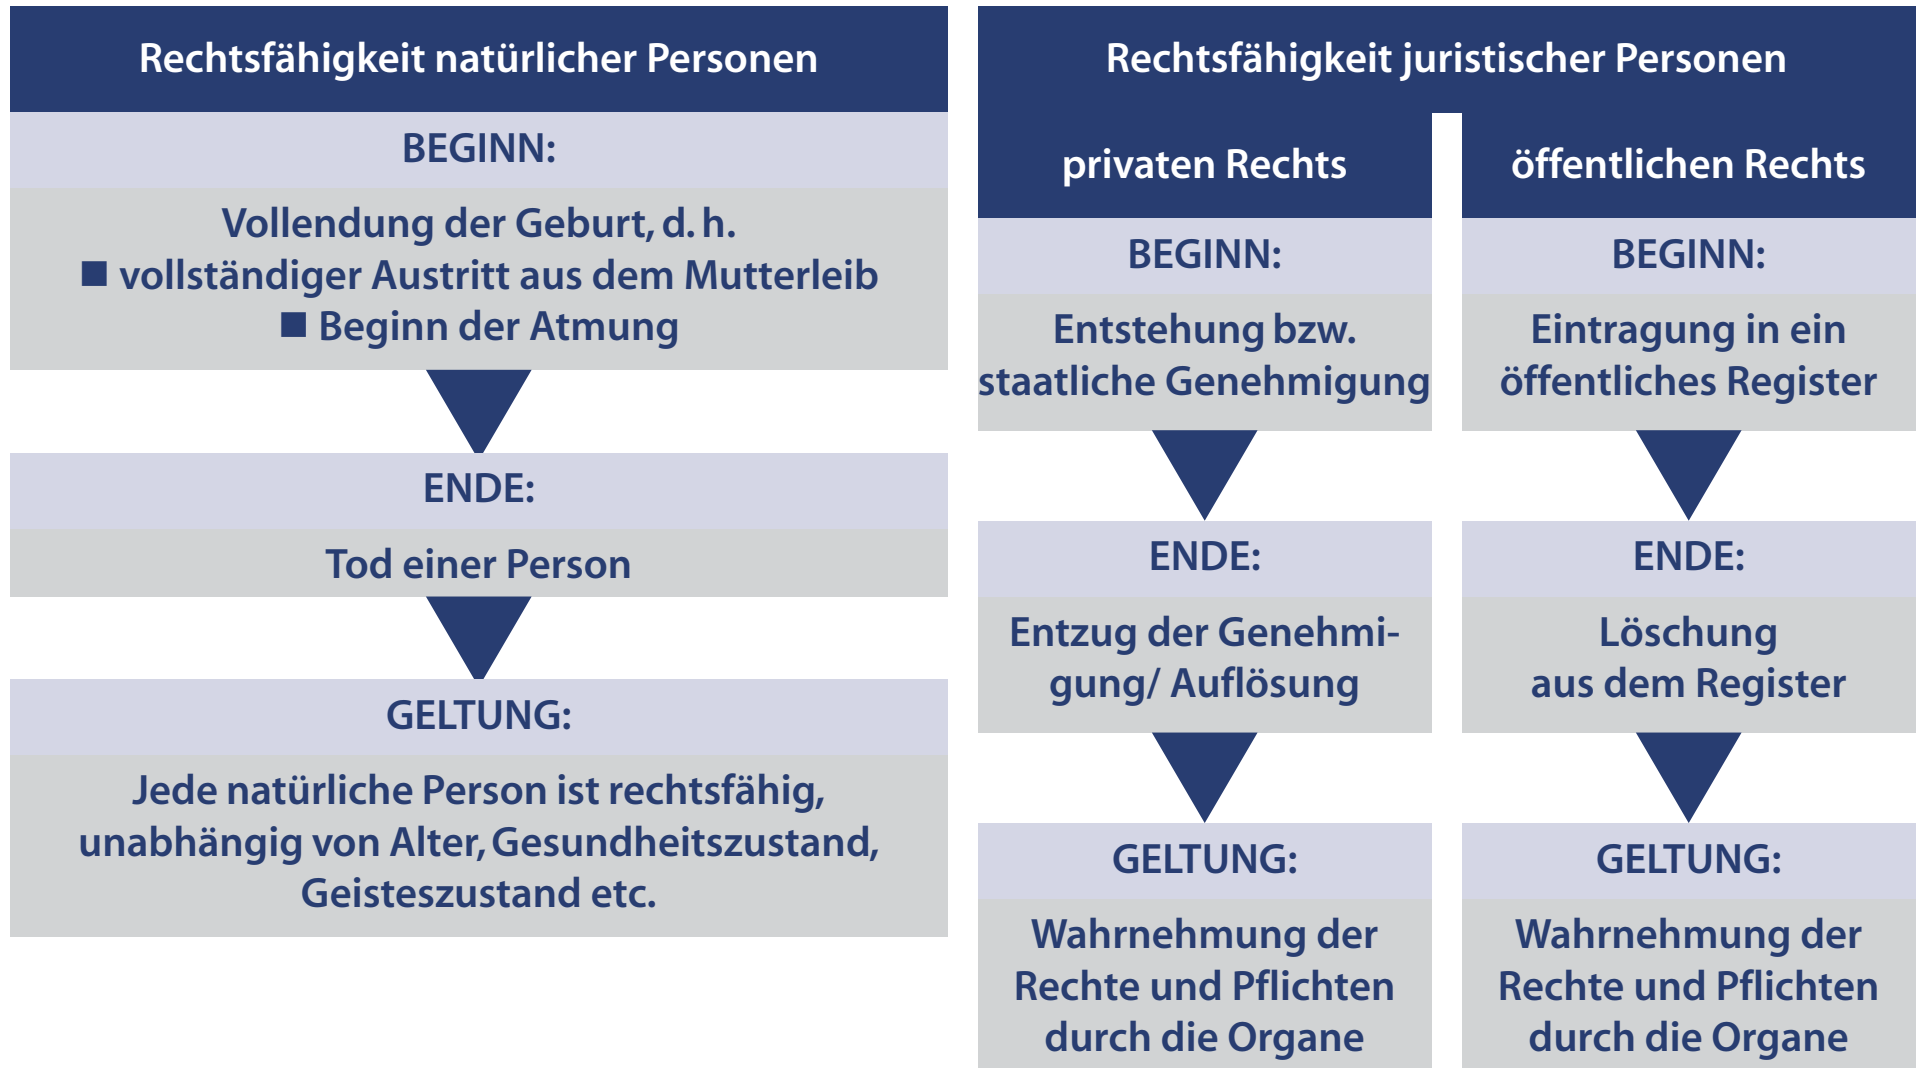 Rechtsfähigkeit natürlicher Personen
BEGINN:
Vollendung der Geburt, d. h.
■ vollständiger Austritt aus dem Mutterleib
■ Beginn der Atmung
ENDE:
Tod einer Person
GELTUNG:
Jede natürliche Person ist rechtsfähig,
unabhängig von Alter, Gesundheitszustand,
Geisteszustand etc.
Rechtsfähigkeit juristischer Personen
privaten Rechts
BEGINN:
Entstehung bzw.
staatliche Genehmigung
ENDE:
Entzug der Genehmi-
gung/ Auflösung
GELTUNG:
Wahrnehmung der
Rechte und Pflichten
durch die Organe
öffentlichen Rechts
BEGINN:
Eintragung in ein
öffentliches Register
ENDE:
Löschung
aus dem Register
GELTUNG:
Wahrnehmung der
Rechte und Pflichten
durch die Organe